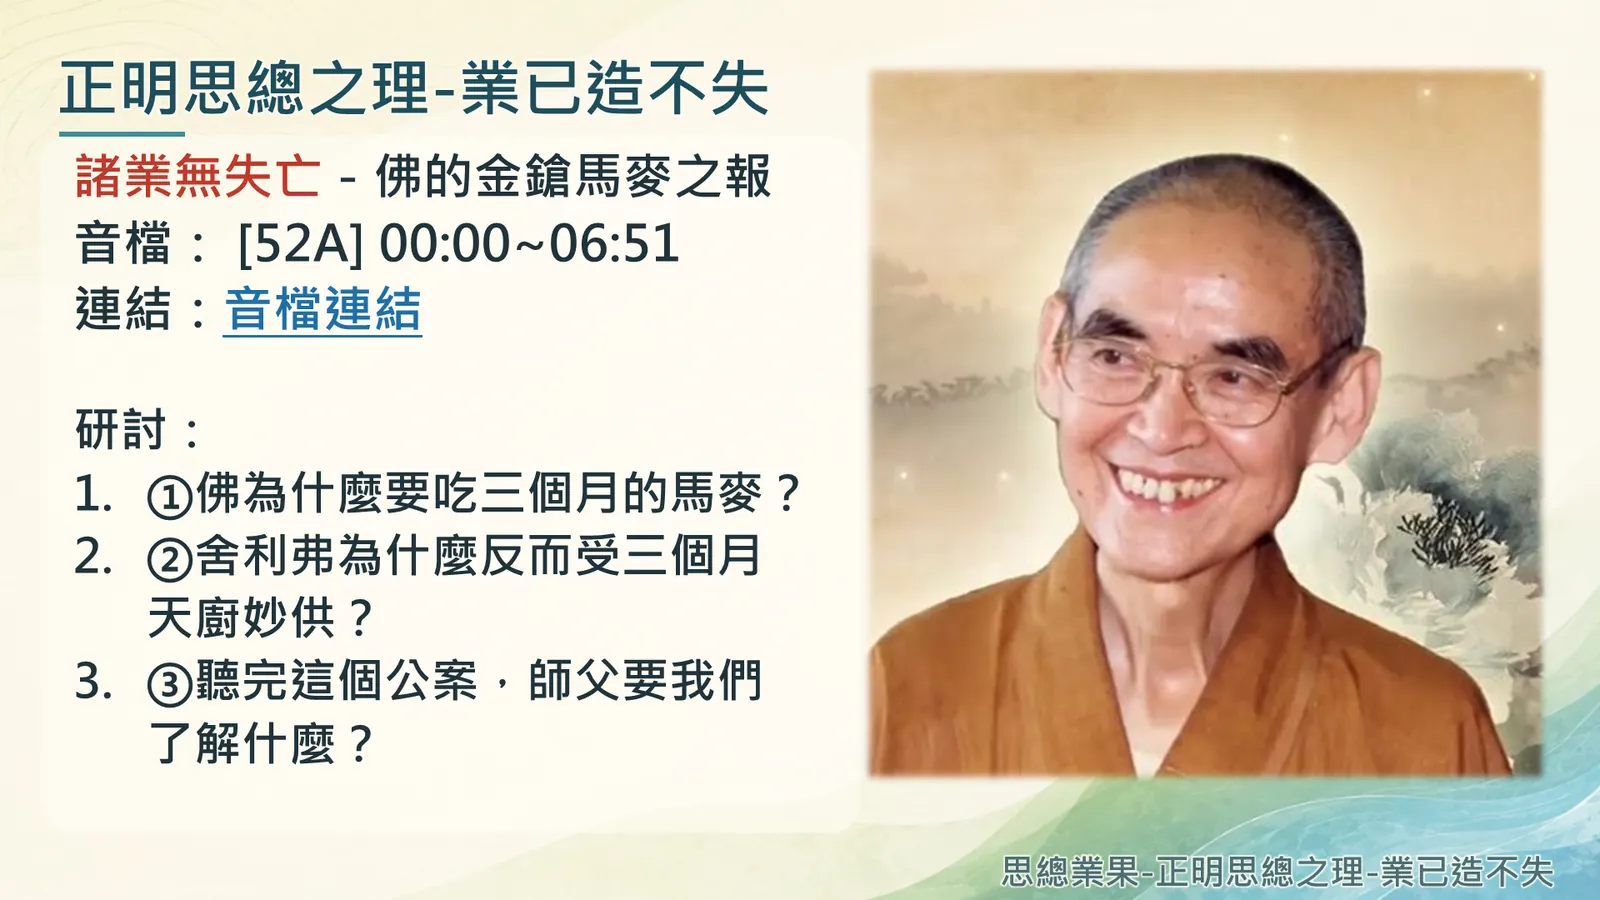 正明思總之理-業已造不失
諸業無失亡 - 佛的金鎗馬麥之報
音檔： [52A] 00:00~06:51
連結：音檔連結
研討：
1. ①佛為什麼要吃三個月的馬麥？
2. ②舍利弗為什麼反而受三個月
天廚妙供？
3. ③聽完這個公案，師父要我們
了解什麼？
思總業果-正明思總之理-業已造不失